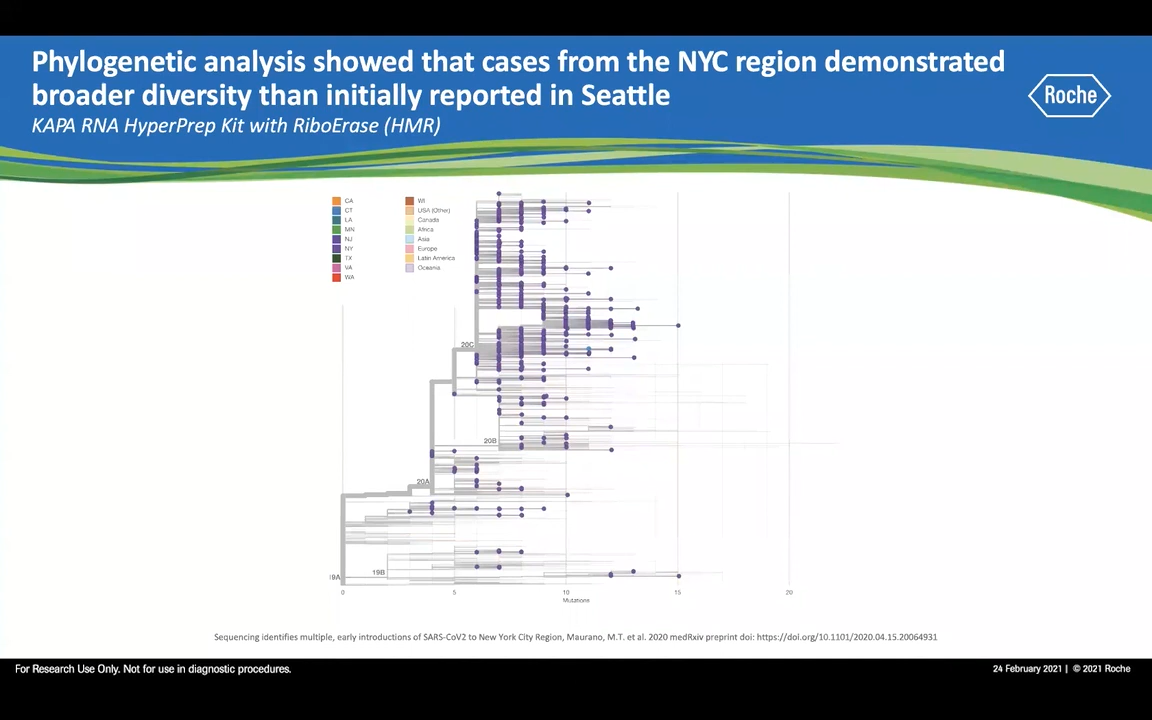 Phylogenetic analysis showed that cases from the NYC region demonstrated
broader diversity than initially reported in Seattle
KAPA RNA HyperPrep Kit with RiboErase (HMR)
Roche
CA
CT
LA
MN
NJ
NY
TX
VA
WA
WI
USA (Other)
Canada
Africa
Asia
Europe
Latin America
Oceania
20C
20B
20A
19B
19A
0 5 10 15 20
Mutations
Sequencing identifies multiple, early introductions of SARS-CoV2 to New York City Region, Maurano, M.T. et al. 2020 medRxiv preprint doi: https://doi.org/10.1101/2020.04.15.20064931
For Research Use Only. Not for use in diagnostic procedures.
24 February 2021 | © 2021 Roche